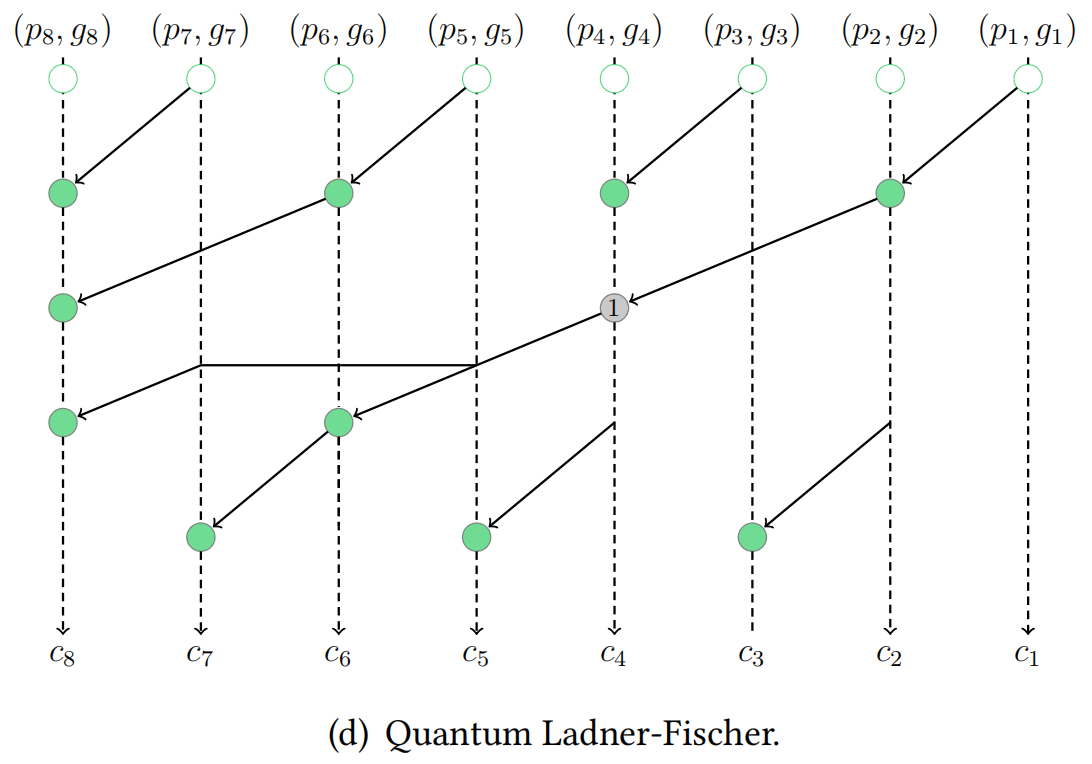 (p₈, g₈) (p₇, g₇) (p₆, g₆) (p₅, g₅) (p₄, g₄) (p₃, g₃) (p₂, g₂) (p₁, g₁)
1
c₈ c₇ c₆ c₅ c₄ c₃ c₂ c₁
(d) Quantum Ladner-Fischer.